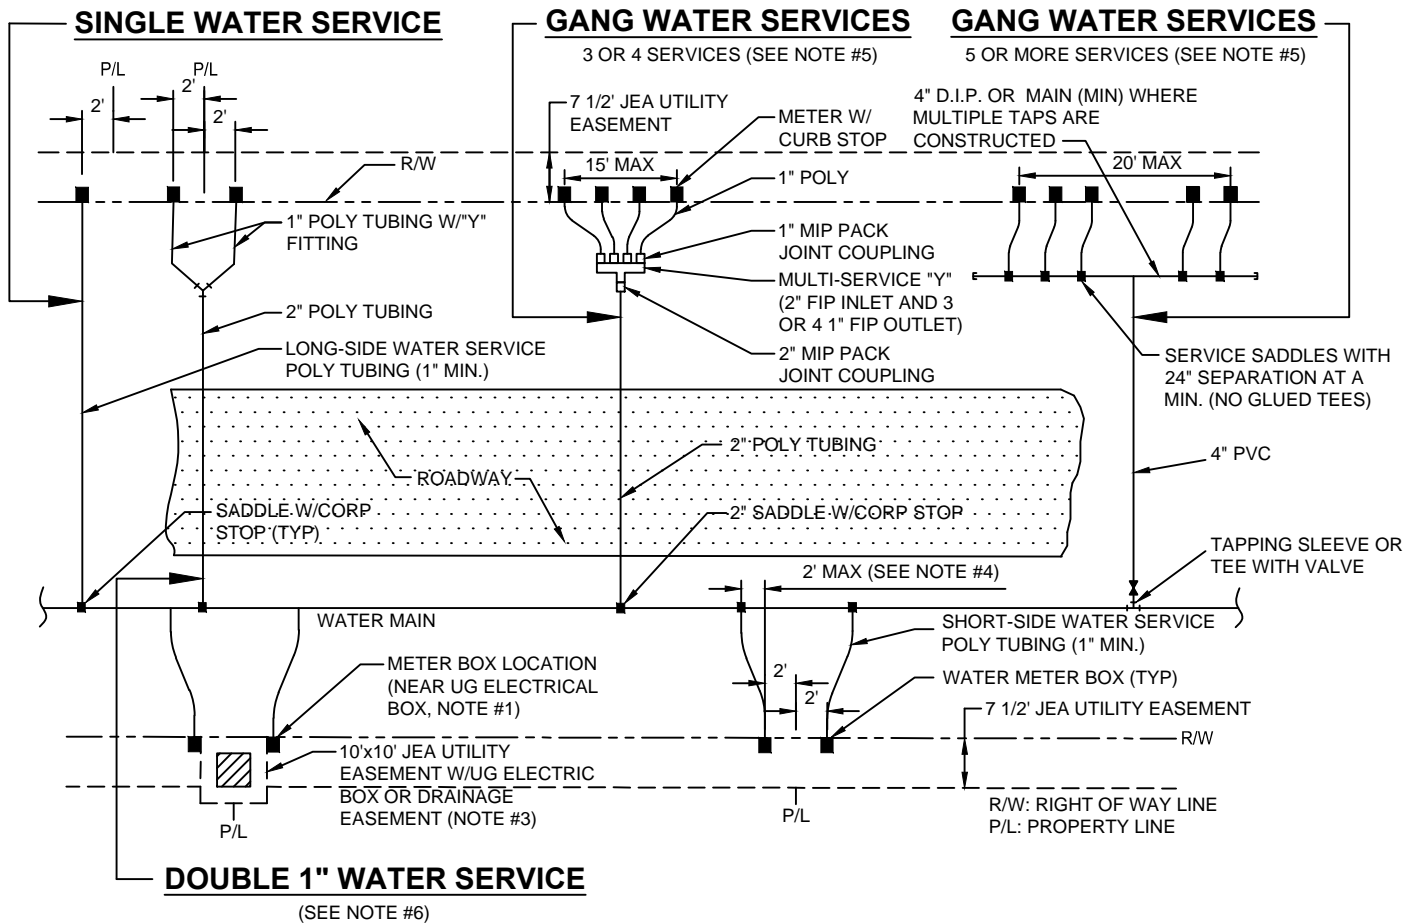 SINGLE WATER SERVICE
GANG WATER SERVICES
3 OR 4 SERVICES (SEE NOTE #5)
GANG WATER SERVICES
5 OR MORE SERVICES (SEE NOTE #5)
P/L
P/L
2'
2'
2'
7 1/2' JEA UTILITY
EASEMENT
METER W/
CURB STOP
4" D.I.P. OR MAIN (MIN) WHERE
MULTIPLE TAPS ARE
CONSTRUCTED
R/W
15' MAX
20' MAX
1" POLY
1" POLY TUBING W/"Y"
FITTING
1" MIP PACK
JOINT COUPLING
MULTI-SERVICE "Y"
(2" FIP INLET AND 3
OR 4 1" FIP OUTLET)
2" POLY TUBING
LONG-SIDE WATER SERVICE
POLY TUBING (1" MIN.)
2" MIP PACK
JOINT COUPLING
SERVICE SADDLES WITH
24" SEPARATION AT A
MIN. (NO GLUED TEES)
2" POLY TUBING
4" PVC
ROADWAY
SADDLE W/CORP
STOP (TYP)
2" SADDLE W/CORP STOP
TAPPING SLEEVE OR
TEE WITH VALVE
2' MAX (SEE NOTE #4)
WATER MAIN
SHORT-SIDE WATER SERVICE
POLY TUBING (1" MIN.)
METER BOX LOCATION
(NEAR UG ELECTRICAL
BOX, NOTE #1)
2'
2'
WATER METER BOX (TYP)
7 1/2' JEA UTILITY EASEMENT
R/W
10'x10' JEA UTILITY
EASEMENT W/UG ELECTRIC
BOX OR DRAINAGE
EASEMENT (NOTE #3)
P/L
P/L
R/W: RIGHT OF WAY LINE
P/L: PROPERTY LINE
DOUBLE 1" WATER SERVICE
(SEE NOTE #6)